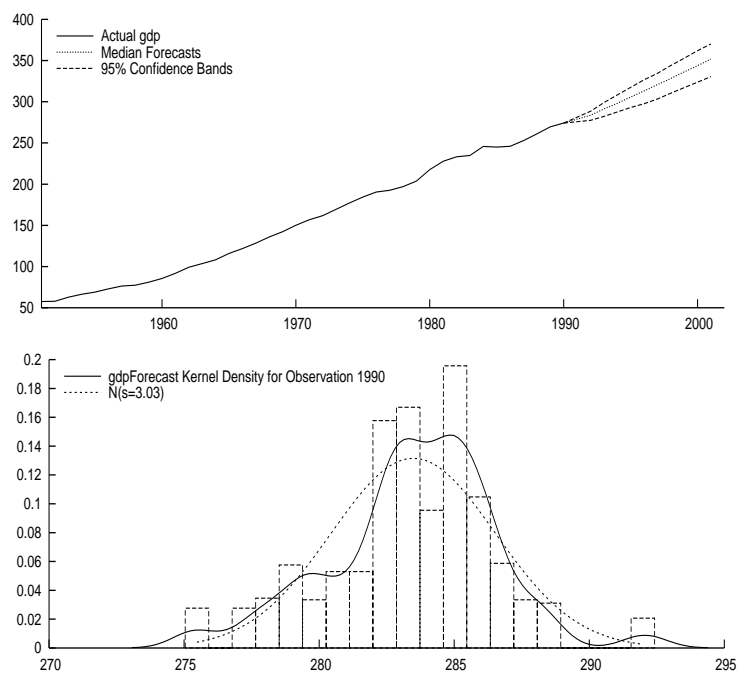 400
350
300
250
200
150
100
50
Actual gdp
Median Forecasts
95% Confidence Bands
1960 1970 1980 1990 2000
0.2
0.18
0.16
0.14
0.12
0.1
0.08
0.06
0.04
0.02
0
gdpForecast Kernel Density for Observation 1990
N(s=3.03)
270 275 280 285 290 295